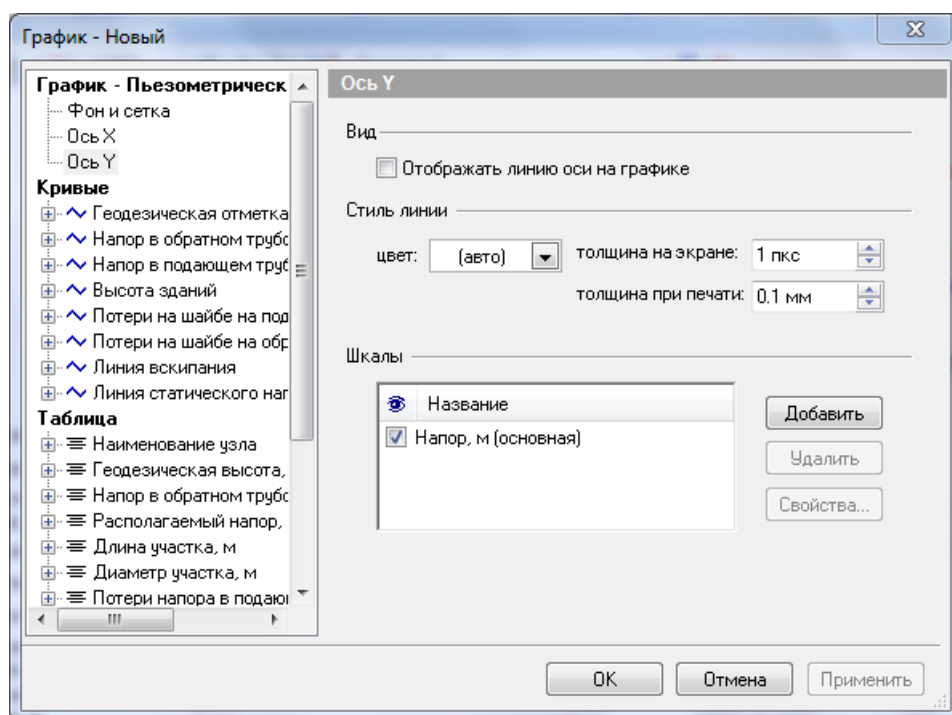 График - Новый
График - Пьезометрическ
Фон и сетка
Ось X
Ось Y
Кривые
Геодезическая отметка
Напор в обратном трубо
Напор в подающем труб
Высота зданий
Потери на шайбе на под
Потери на шайбе на обр
Линия вскипания
Линия статического нап
Таблица
Наименование узла
Геодезическая высота,
Напор в обратном трубо
Располагаемый напор,
Длина участка, м
Диаметр участка, м
Потери напора в подающ
Ось Y
Вид
Отображать линию оси на графике
Стиль линии
цвет: (авто) толщина на экране: 1 пкс
толщина при печати: 0.1 мм
Шкалы
Название
Напор, м (основная)
Добавить
Удалить
Свойства...
OK Отмена Применить